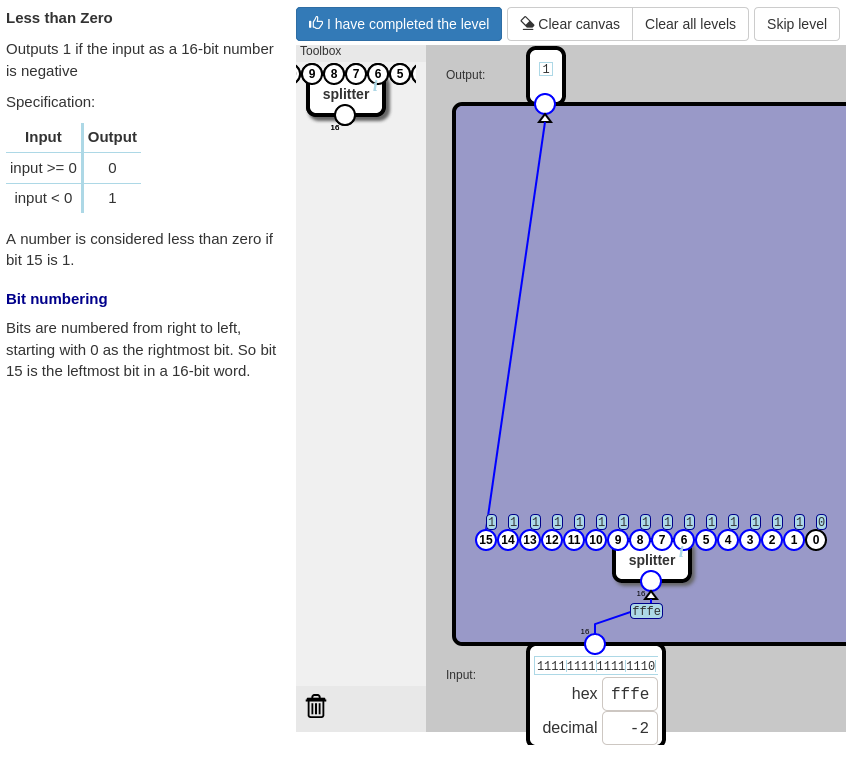 Less than Zero
Outputs 1 if the input as a 16-bit number
is negative
Specification:
Input Output
input >= 0 0
input < 0 1
A number is considered less than zero if
bit 15 is 1.
Bit numbering
Bits are numbered from right to left,
starting with 0 as the rightmost bit. So bit
15 is the leftmost bit in a 16-bit word.
I have completed the level
Clear canvas
Clear all levels
Skip level
Toolbox
9 8 7 6 5
splitter
16
Output:
1
1 1 1 1 1 1 1 1 1 1 1 1 1 1 1 0
15 14 13 12 11 10 9 8 7 6 5 4 3 2 1 0
splitter
16
fffe
16
Input:
1111111111111110
hex fffe
decimal -2